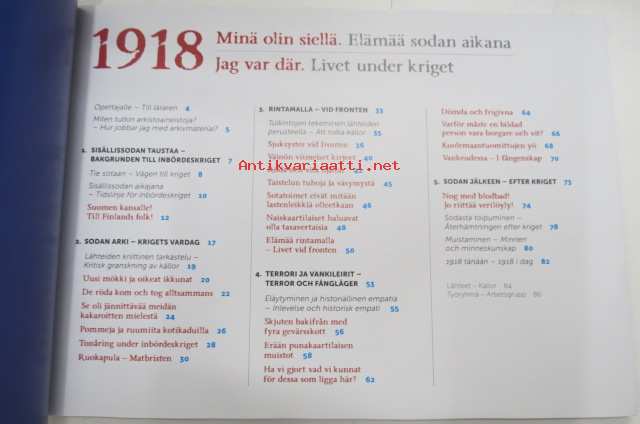 1918
Minä olin siellä. Elämää sodan aikana
Jag var där. Livet under kriget
Opettajalle – Till läraren 4
Miten tutkin arkistoaineistoja?
– Hur jobbar jag med arkivmaterial? 5
1. SISÄLLISSODAN TAUSTAA –
BAKGRUNDEN TILL INBÖRDESKRIGET 7
Tie sotaan – Vägen till kriget 8
Sisällissodan aikajana
– Tidslinje för inbördeskriget 10
Suomen kansalle!
Till Finlands folk! 12
2. SODAN ARKI – KRIGETS VARDAG 17
Lähteiden kriittinen tarkastelu –
Kritisk granskning av källor 19
Uusi mökki ja oikeat ikkunat 20
De röda kom och tog alltsammans 22
Se oli jännittävää meidän
kakaroitten mielestä 24
Pommeja ja ruumiita kotikaduilla 26
Tonåring under inbördeskriget 28
Ruokapula – Matbristen 30
3. RINTAMALLA – VID FRONTEN 33
Tulkintojen tekeminen lähteiden
perusteella – Att tolka källor 35
Sjuksyster vid fronten 36
Väinön viimeiset kirjeet 40
Antikvariaatti.net
42
Taistelun tuhoja ja väsymystä 45
Sotatoimet eivät mitään
lastenleikkiä olleetkaan 46
Naiskaartilaiset haluavat
olla tasavertaisia 48
Elämää rintamalla
– Livet vid fronten 50
4. TERRORI JA VANKILEIRIT –
TERROR OCH FÅNGLÄGER 53
Eläytyminen ja historiallinen empatia
– Inlevelse och historisk empati 55
Skjuten bakifrån med
fyra gevärsskott 56
Erään punakaartilaisen
muistot 58
Ha vi gjort vad vi kunnat
för dessa som ligga här? 62
Dömda och frigivna 64
Varför måste en bildad
person vara borgare och vit? 66
Kuolemaantuomittujen yö 68
Vankeudessa – I fångenskap 70
5. SODAN JÄLKEEN – EFTER KRIGET 73
Nog med blodbad!
Jo riittää verilöyly! 74
Sodasta toipuminen –
Återhämtningen efter kriget 78
Muistaminen – Minnen
och minneskulskap 80
1918 tänään – 1918 i dag 82
Lähteet – Källor 84
Työryhmä – Arbetsgrupp 86